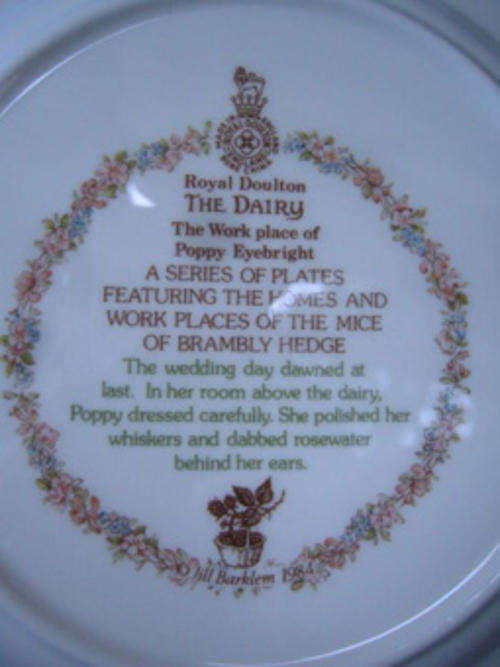 Royal Doulton
THE DAIRY
The Work place of
Poppy Eyebright
A SERIES OF PLATES
FEATURING THE HOMES AND
WORK PLACES OF THE MICE
OF BRAMBLY HEDGE
The wedding day dawned at
last. In her room above the dairy,
Poppy dressed carefully. She polished her
whiskers and dabbed rosewater
behind her ears.
© Jill Barklem